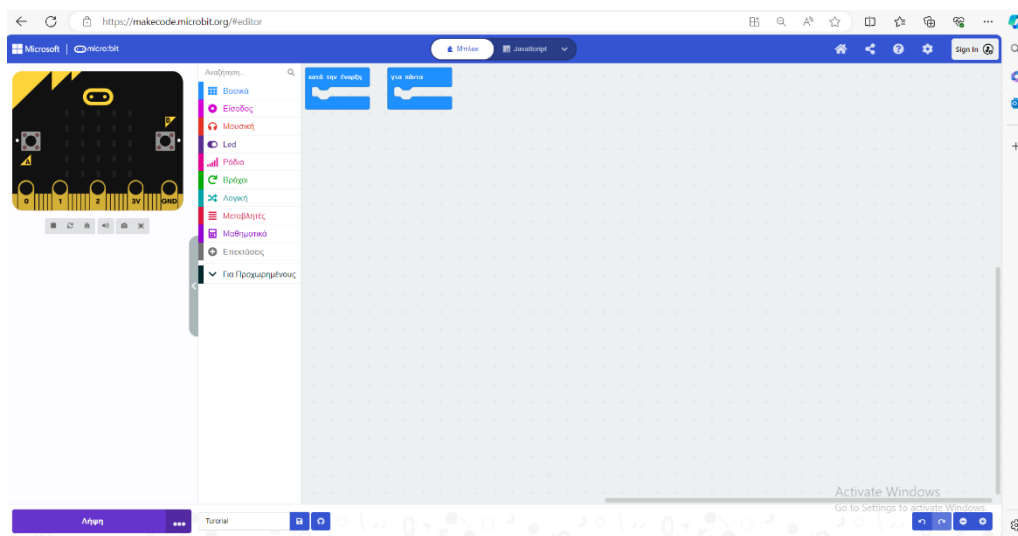 https://makecode.microbit.org/#editor
Microsoft | micro:bit
Μπλοκ
JavaScript
Sign In
Αναζήτηση...
Βασικά
Είσοδος
Μουσική
Led
Ράδιο
Βρόχοι
Λογική
Μεταβλητές
Μαθηματικά
Επεκτάσεις
Για Προχωρημένους
κατά την έναρξη
για πάντα
A
B
0 1 2 3V GND
Activate Windows
Go to Settings to activate Windows.
Λήψη
Turorial